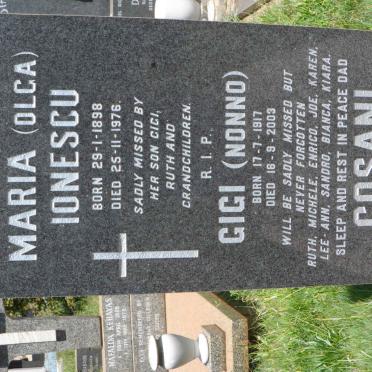 MARIA (OLGA)
IONESCU
BORN 29-1-1898
DIED 25-11-1976.
SADLY MISSED BY
HER SON GIGI,
RUTH AND
GRANDCHILDREN.
R. I. P.
GIGI (NONNO)
BORN 17-7-1917
DIED 16-9-2003
WILL BE SADLY MISSED BUT
NEVER FORGOTTEN
RUTH, MICHELE, ENRICO, JOE, KAREN,
LEE-ANN, SANDRO, BIANCA, KIARA.
SLEEP AND REST IN PEACE DAD
COSANI